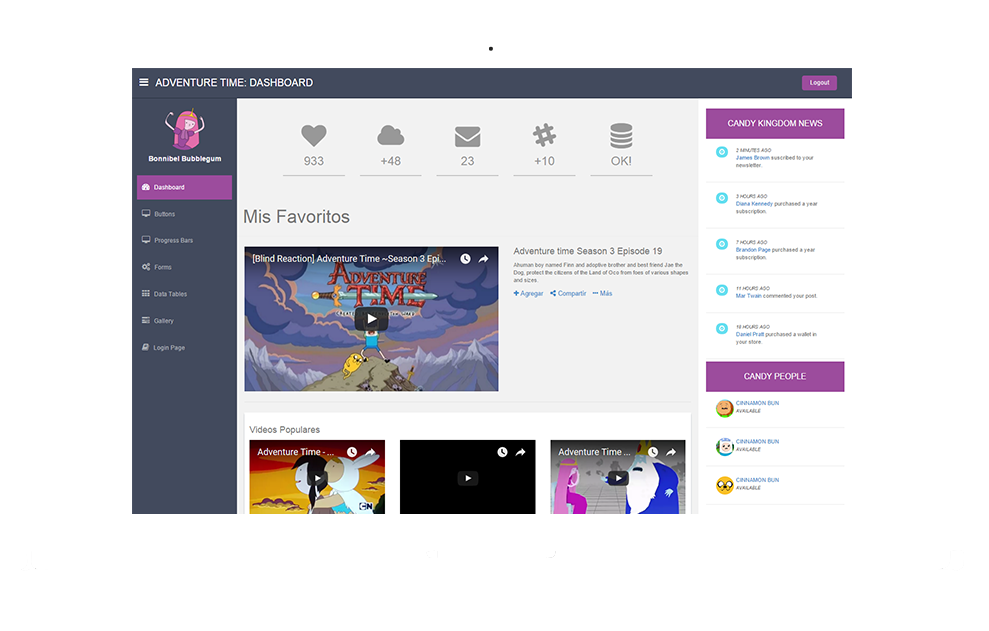 ADVENTURE TIME: DASHBOARD
Logout
Bonnibel Bubblegum
Dashboard
Buttons
Progress Bars
Forms
Data Tables
Gallery
Login Page
933
+48
23
+10
OK!
Mis Favoritos
[Blind Reaction] Adventure Time ~Season 3 Epi...
ADVENTURE
TIME
Adventure time Season 3 Episode 19
Ahuman boy named Finn and adoptive brother and best friend Jae the
Dog, protect the citizens of the Land of Ooo from foes of various shapes
and sizes.
Agregar Compartir Más
Videos Populares
Adventure Time - ...
CN
Adventure Time ...
CANDY KINGDOM NEWS
2 MINUTES AGO
James Brown suscribed to your
newsletter.
3 HOURS AGO
Diana Kennedy purchased a year
subscription.
7 HOURS AGO
Brandon Page purchased a year
subscription.
11 HOURS AGO
Mar Twain commented your post.
18 HOURS AGO
Daniel Pratt purchased a wallet in
your store.
CANDY PEOPLE
CINNAMON BUN
AVAILABLE
CINNAMON BUN
AVAILABLE
CINNAMON BUN
AVAILABLE